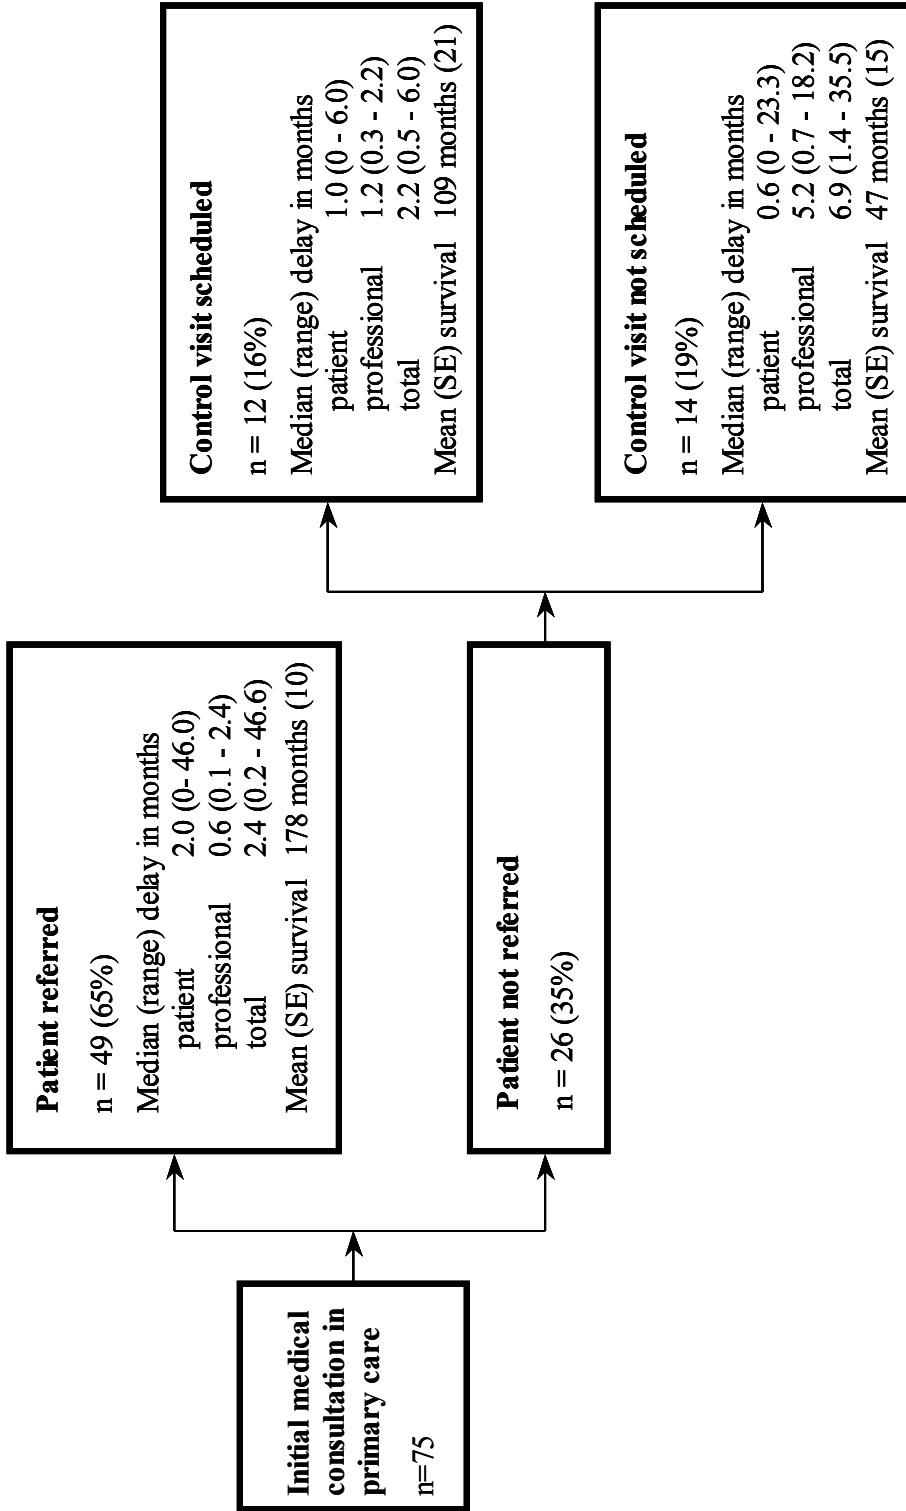 Initial medical
consultation in
primary care
n=75
Patient referred
n = 49 (65%)
Median (range) delay in months
patient 2.0 (0- 46.0)
professional 0.6 (0.1 - 2.4)
total 2.4 (0.2 - 46.6)
Mean (SE) survival 178 months (10)
Patient not referred
n = 26 (35%)
Control visit scheduled
n = 12 (16%)
Median (range) delay in months
patient 1.0 (0 - 6.0)
professional 1.2 (0.3 - 2.2)
total 2.2 (0.5 - 6.0)
Mean (SE) survival 109 months (21)
Control visit not scheduled
n = 14 (19%)
Median (range) delay in months
patient 0.6 (0 - 23.3)
professional 5.2 (0.7 - 18.2)
total 6.9 (1.4 - 35.5)
Mean (SE) survival 47 months (15)